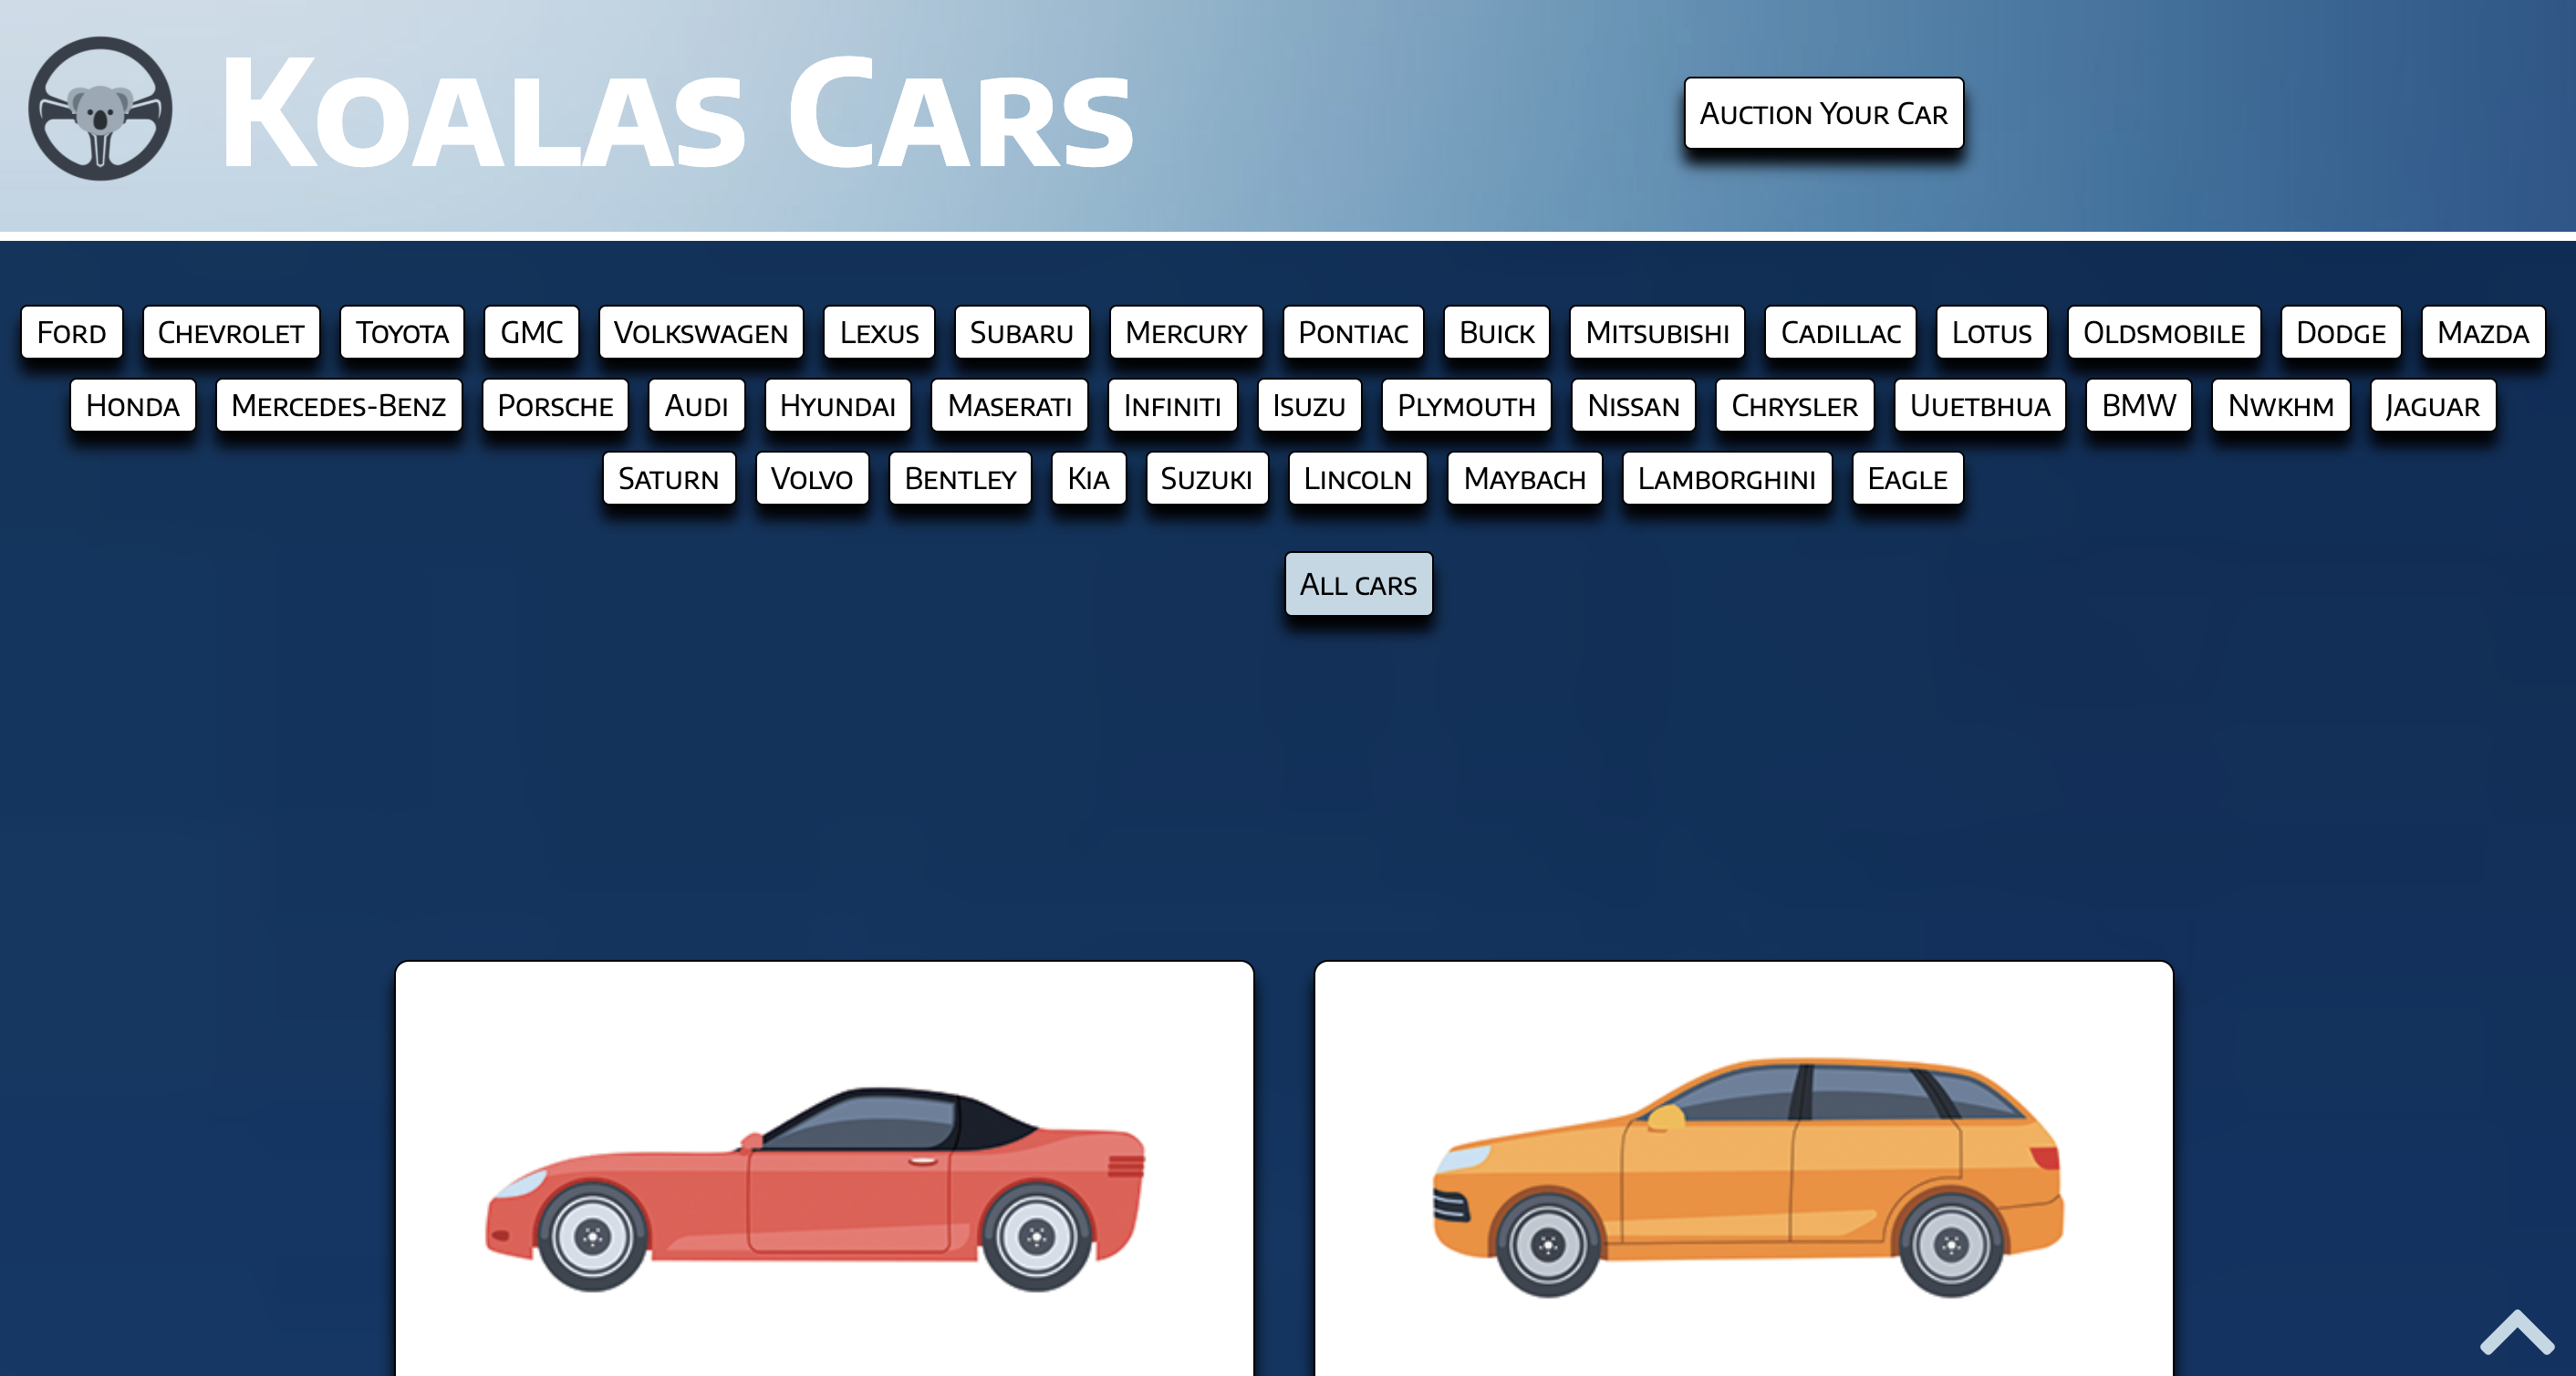 Koalas Cars
Auction Your Car
Ford Chevrolet Toyota GMC Volkswagen Lexus Subaru Mercury Pontiac Buick Mitsubishi Cadillac Lotus Oldsmobile Dodge Mazda
Honda Mercedes-Benz Porsche Audi Hyundai Maserati Infiniti Isuzu Plymouth Nissan Chrysler Uuetbhua BMW Nwkhm Jaguar
Saturn Volvo Bentley Kia Suzuki Lincoln Maybach Lamborghini Eagle
All cars